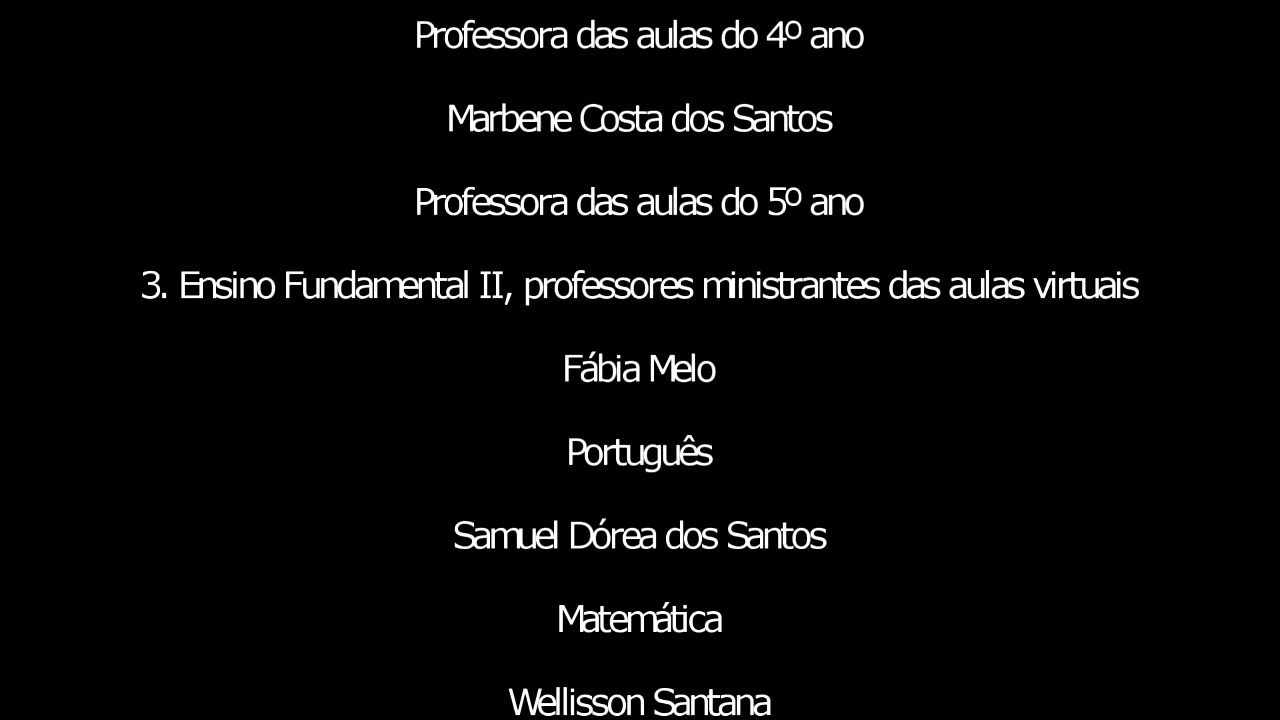 Professora das aulas do 4º ano
Marbene Costa dos Santos
Professora das aulas do 5º ano
3. Ensino Fundamental II, professores ministrantes das aulas virtuais
Fábia Melo
Português
Samuel Dórea dos Santos
Matemática
Wellisson Santana